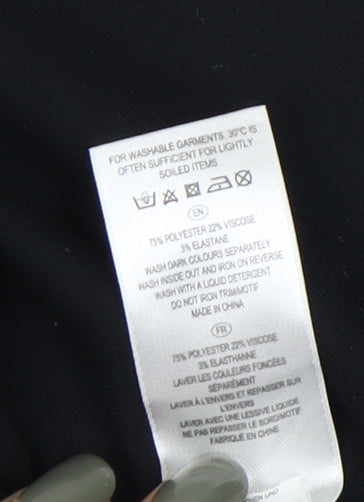 FOR WASHABLE GARMENTS, 30°C IS
OFTEN SUFFICIENT FOR LIGHTLY
SOILED ITEMS
EN
75% POLYESTER 22% VISCOSE
3% ELASTANE
WASH DARK COLOURS SEPARATELY
WASH INSIDE OUT AND IRON ON REVERSE
WASH WITH A LIQUID DETERGENT
DO NOT IRON TRIM/MOTIF
MADE IN CHINA
FR
75% POLYESTER 22% VISCOSE
3% ELASTHANNE
LAVER LES COULEURS FONCÉES
SÉPARÉMENT
LAVER À L'ENVERS ET REPASSER SUR
L'ENVERS
LAVER AVEC UNE LESSIVE LIQUIDE
NE PAS REPASSER LE BORD/MOTIF
FABRIQUÉ EN CHINE